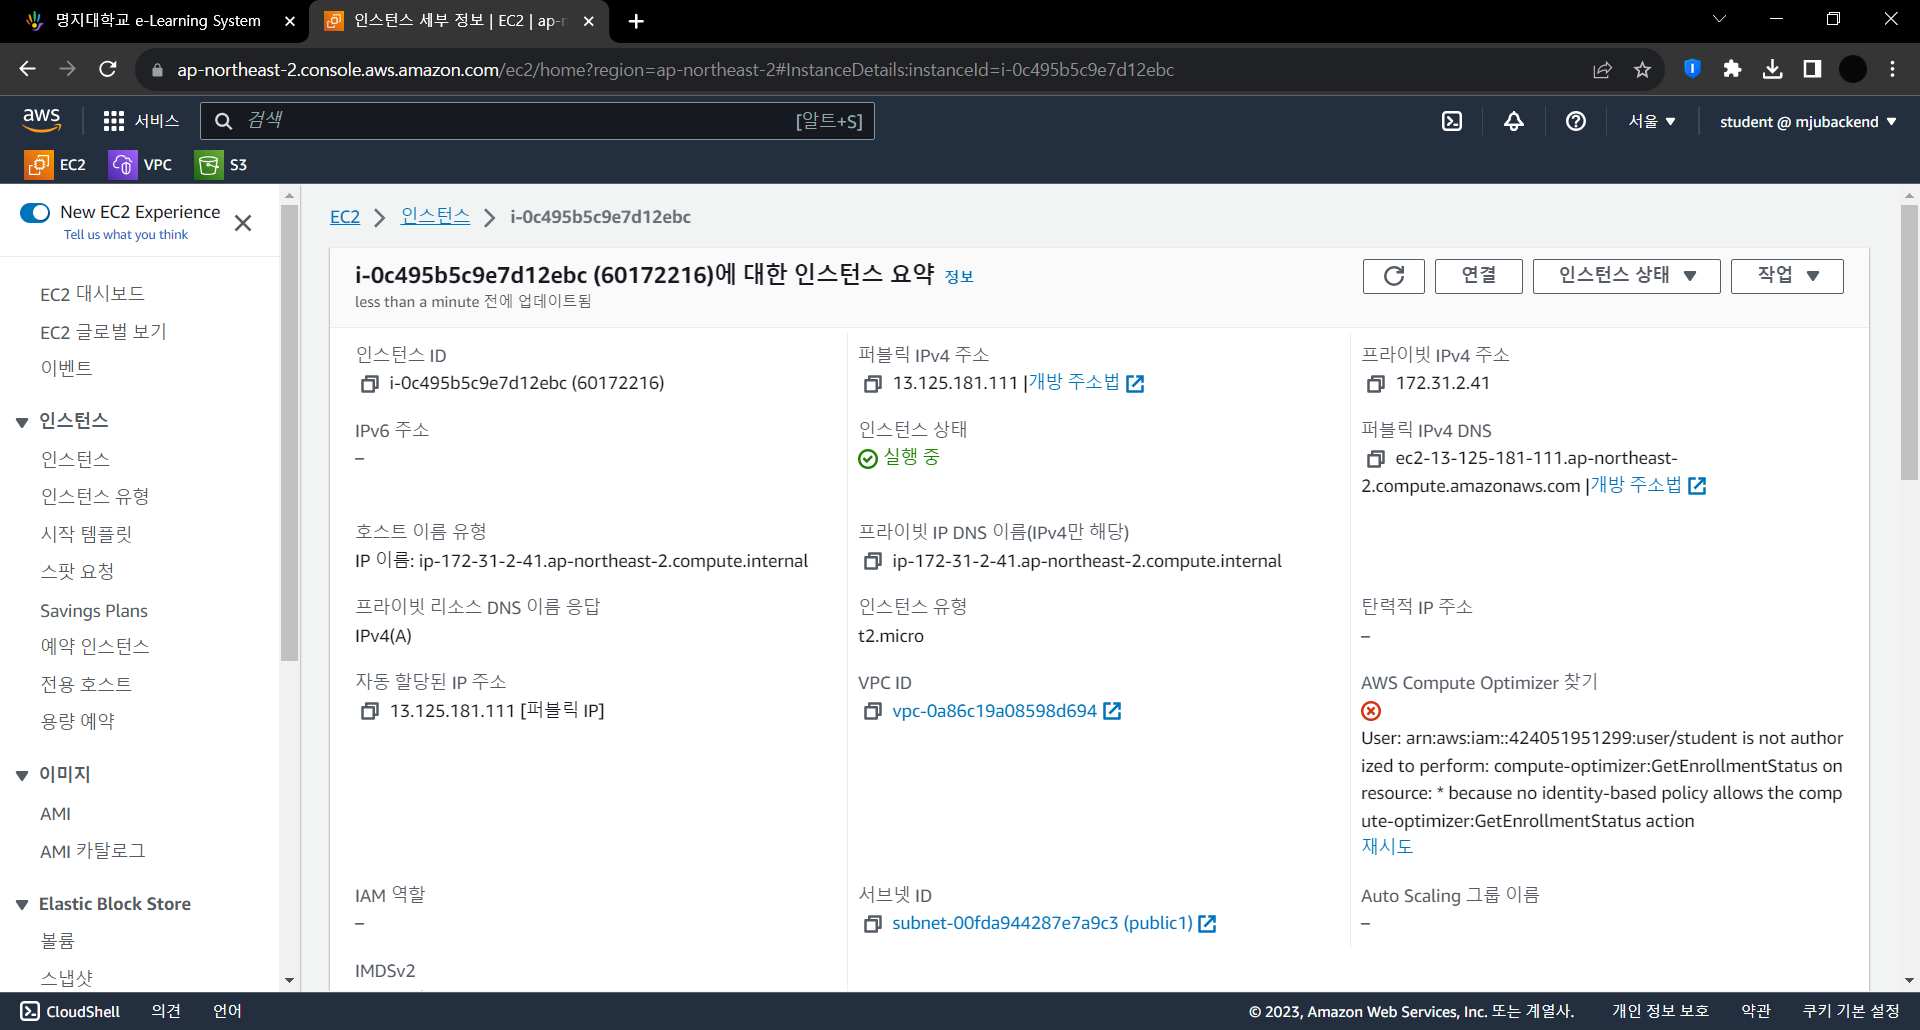 명지대학교 e-Learning System
인스턴스 세부 정보 | EC2 | ap-n
ap-northeast-2.console.aws.amazon.com/ec2/home?region=ap-northeast-2#InstanceDetails:instanceId=i-0c495b5c9e7d12ebc
aws
서비스
검색
[알트+S]
서울
student @ mjubackend
EC2
VPC
S3
New EC2 Experience
Tell us what you think
EC2 대시보드
EC2 글로벌 보기
이벤트
인스턴스
인스턴스
인스턴스 유형
시작 템플릿
스팟 요청
Savings Plans
예약 인스턴스
전용 호스트
용량 예약
이미지
AMI
AMI 카탈로그
Elastic Block Store
볼륨
스냅샷
EC2
인스턴스
i-0c495b5c9e7d12ebc
i-0c495b5c9e7d12ebc (60172216)에 대한 인스턴스 요약 정보
less than a minute 전에 업데이트됨
연결
인스턴스 상태
작업
인스턴스 ID
i-0c495b5c9e7d12ebc (60172216)
퍼블릭 IPv4 주소
13.125.181.111 |개방 주소법
프라이빗 IPv4 주소
172.31.2.41
IPv6 주소
–
인스턴스 상태
실행 중
퍼블릭 IPv4 DNS
ec2-13-125-181-111.ap-northeast-
2.compute.amazonaws.com |개방 주소법
호스트 이름 유형
IP 이름: ip-172-31-2-41.ap-northeast-2.compute.internal
프라이빗 IP DNS 이름(IPv4만 해당)
ip-172-31-2-41.ap-northeast-2.compute.internal
프라이빗 리소스 DNS 이름 응답
IPv4(A)
인스턴스 유형
t2.micro
탄력적 IP 주소
–
자동 할당된 IP 주소
13.125.181.111 [퍼블릭 IP]
VPC ID
vpc-0a86c19a08598d694
AWS Compute Optimizer 찾기
User: arn:aws:iam::424051951299:user/student is not author
ized to perform: compute-optimizer:GetEnrollmentStatus on
resource: * because no identity-based policy allows the comp
ute-optimizer:GetEnrollmentStatus action
재시도
IAM 역할
–
서브넷 ID
subnet-00fda944287e7a9c3 (public1)
Auto Scaling 그룹 이름
–
IMDSv2
CloudShell
의견
언어
© 2023, Amazon Web Services, Inc. 또는 계열사.
개인 정보 보호
약관
쿠키 기본 설정